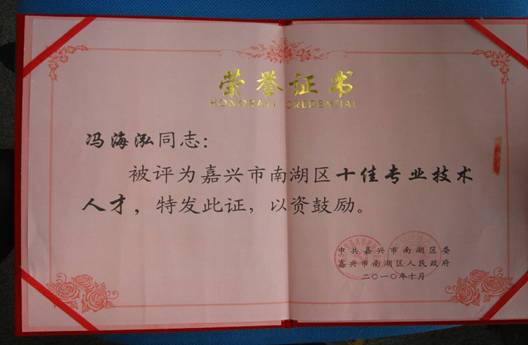 荣誉证书
HONORARY CREDENTIAL
冯海泓同志：
被评为嘉兴市南湖区十佳专业技术
人才，特发此证，以资鼓励。
中共嘉兴市南湖区委
嘉兴市南湖区人民政府
二〇一〇年十月